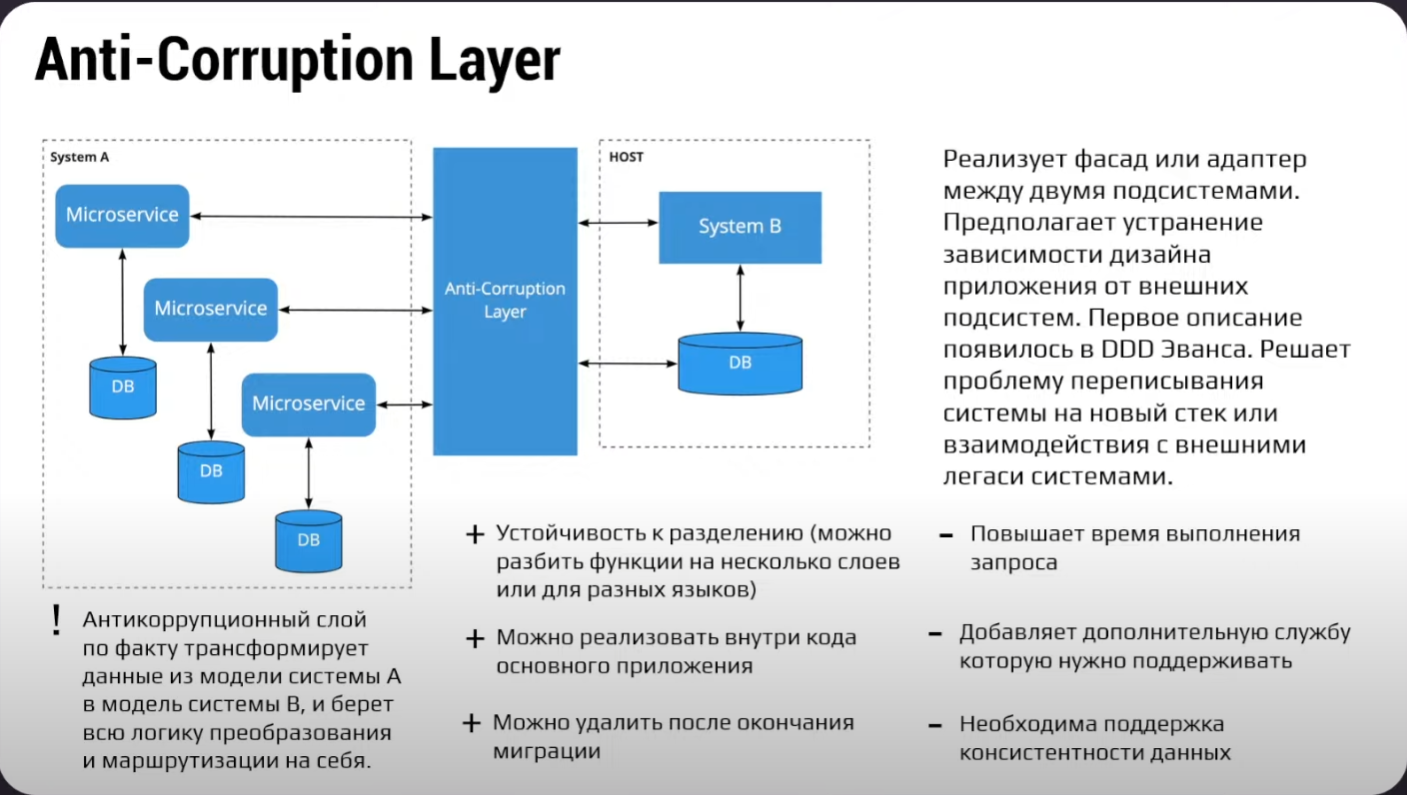 Anti-Corruption Layer
System A
Microservice
DB
Microservice
DB
Microservice
DB
Anti-Corruption
Layer
HOST
System B
DB
Реализует фасад или адаптер
между двумя подсистемами.
Предполагает устранение
зависимости дизайна
приложения от внешних
подсистем. Первое описание
появилось в DDD Эванса. Решает
проблему переписывания
системы на новый стек или
взаимодействия с внешними
легаси системами.
! Антикоррупционный слой
по факту трансформирует
данные из модели системы А
в модель системы В, и берет
всю логику преобразования
и маршрутизации на себя.
+ Устойчивость к разделению (можно
разбить функции на несколько слоев
или для разных языков)
+ Можно реализовать внутри кода
основного приложения
+ Можно удалить после окончания
миграции
– Повышает время выполнения
запроса
– Добавляет дополнительную службу
которую нужно поддерживать
– Необходима поддержка
консистентности данных